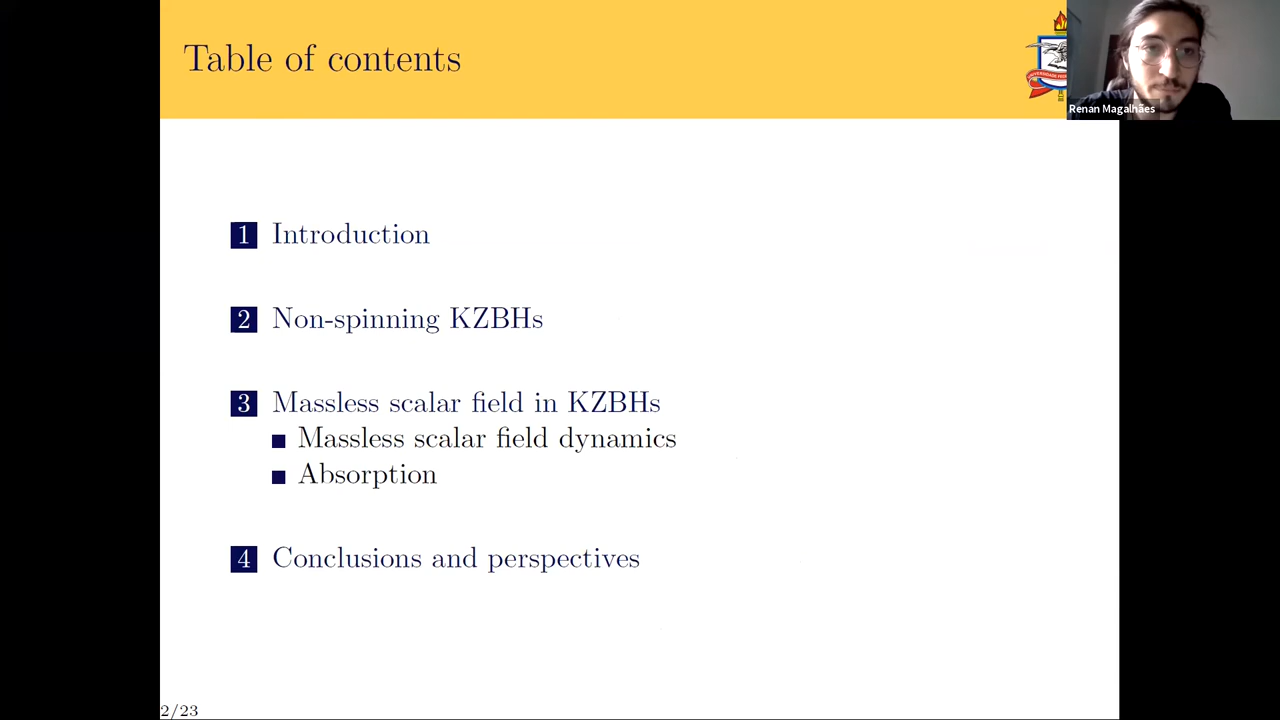 Table of contents
Renan Magalhães
1 Introduction
2 Non-spinning KZBHs
3 Massless scalar field in KZBHs
Massless scalar field dynamics
Absorption
4 Conclusions and perspectives
2/23